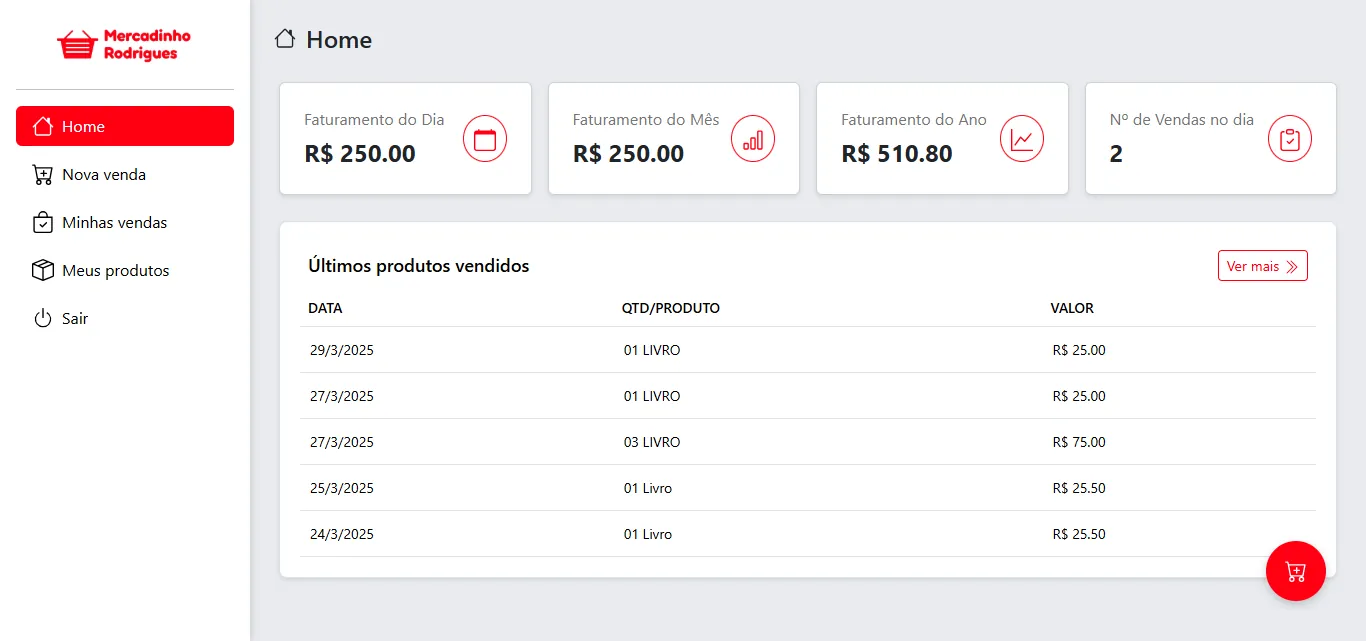 Mercadinho
Rodrigues
Home
Nova venda
Minhas vendas
Meus produtos
Sair
Home
Faturamento do Dia
R$ 250.00
Faturamento do Mês
R$ 250.00
Faturamento do Ano
R$ 510.80
Nº de Vendas no dia
2
Últimos produtos vendidos
Ver mais
DATA QTD/PRODUTO VALOR
29/3/2025 01 LIVRO R$ 25.00
27/3/2025 01 LIVRO R$ 25.00
27/3/2025 03 LIVRO R$ 75.00
25/3/2025 01 Livro R$ 25.50
24/3/2025 01 Livro R$ 25.50